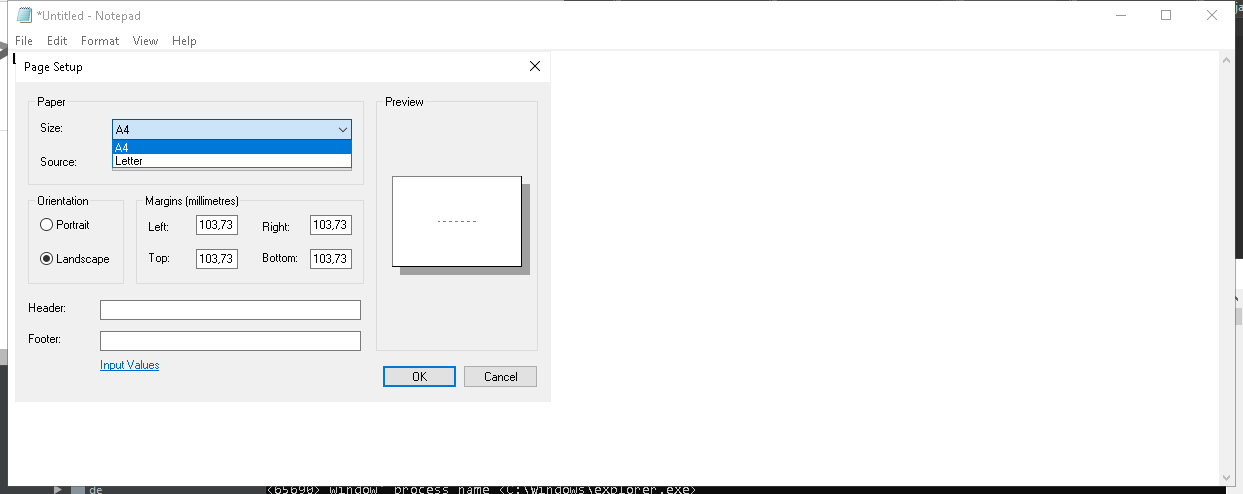 *Untitled - Notepad
File Edit Format View Help
Page Setup
Paper
Preview
Size:
A4
A4
Letter
Source:
Orientation
Margins (millimetres)
Portrait
Left: 103,73 Right: 103,73
Landscape
Top: 103,73 Bottom: 103,73
Header:
Footer:
Input Values
OK Cancel
de
<65690> window' process name <C:\windows\explorer.exe>